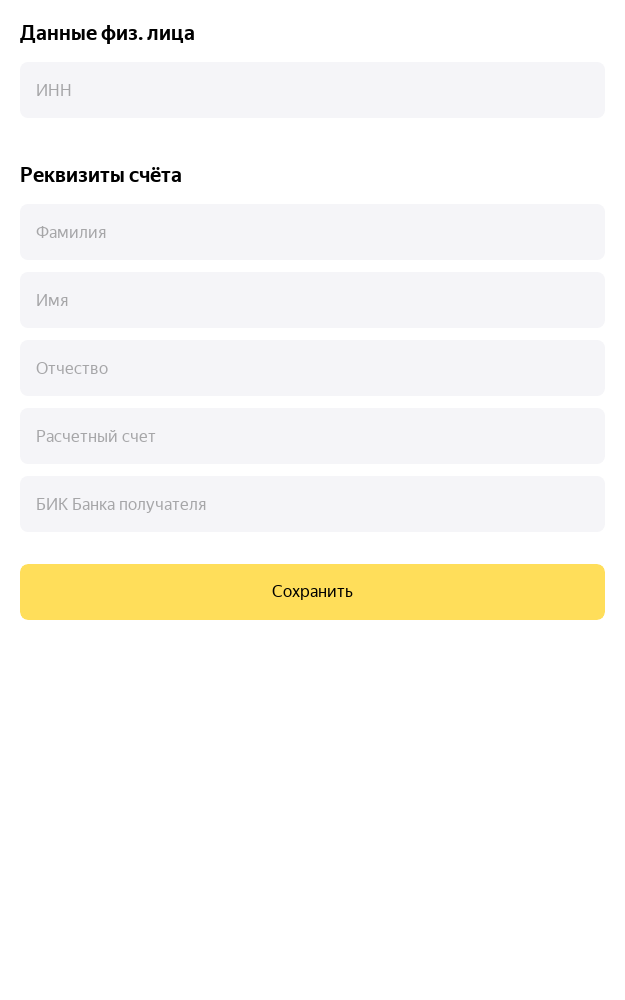 Данные физ. лица
ИНН
Реквизиты счёта
Фамилия
Имя
Отчество
Расчетный счет
БИК Банка получателя
Сохранить